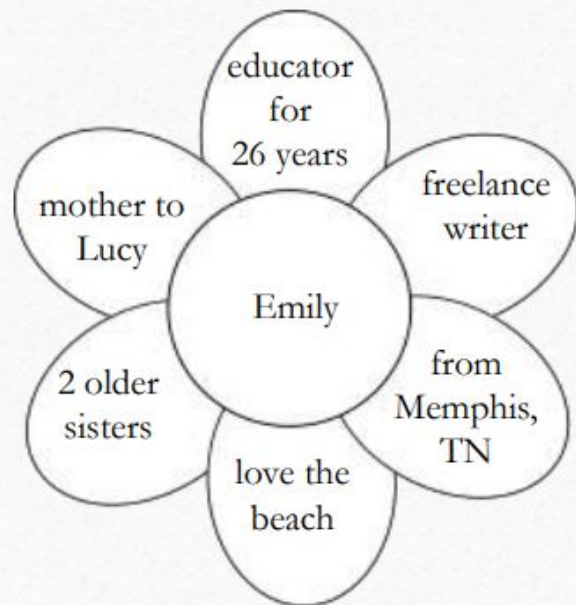 educator
for
26 years
freelance
writer
from
Memphis,
TN
love the
beach
2 older
sisters
mother to
Lucy
Emily